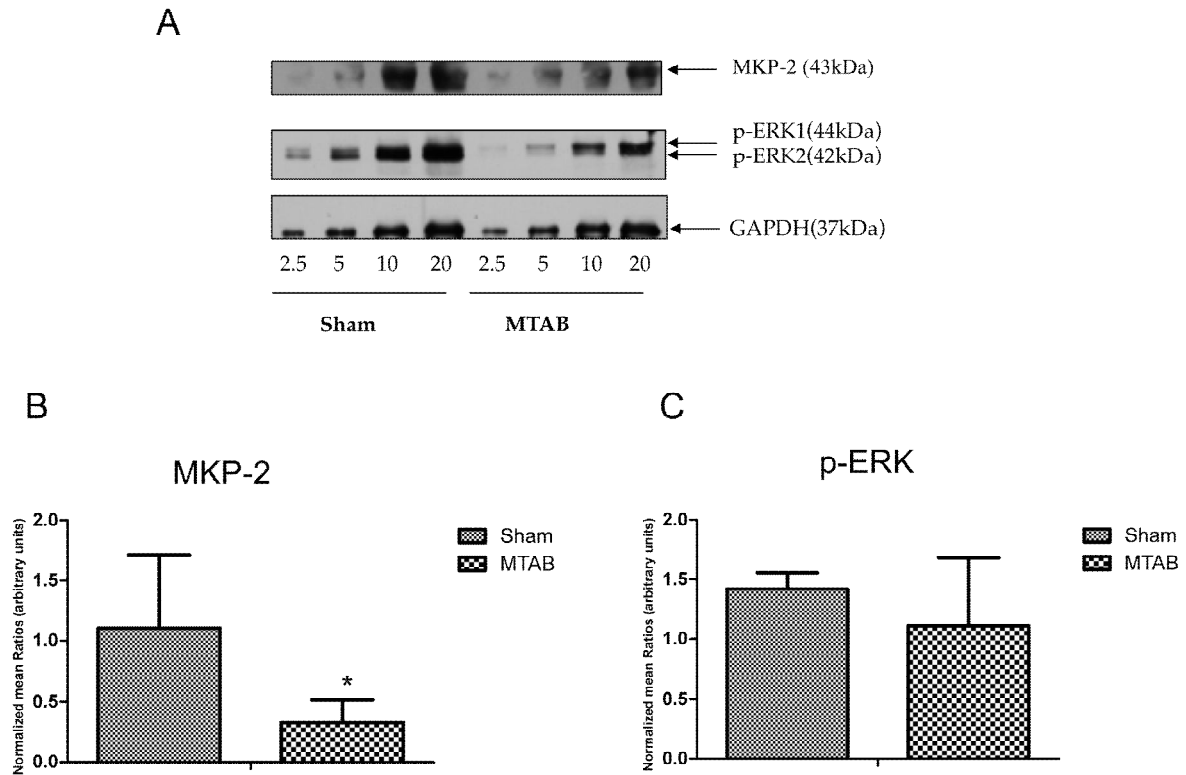 A
MKP-2 (43kDa)
p-ERK1(44kDa)
p-ERK2(42kDa)
GAPDH(37kDa)
2.5 5 10 20 2.5 5 10 20
Sham MTAB
B
MKP-2
Normalized mean Ratios (arbitrary units)
2.0
1.5
1.0
0.5
0.0
*
Sham
MTAB
C
p-ERK
Normalized mean Ratios (arbitrary units)
2.0
1.5
1.0
0.5
0.0
Sham
MTAB